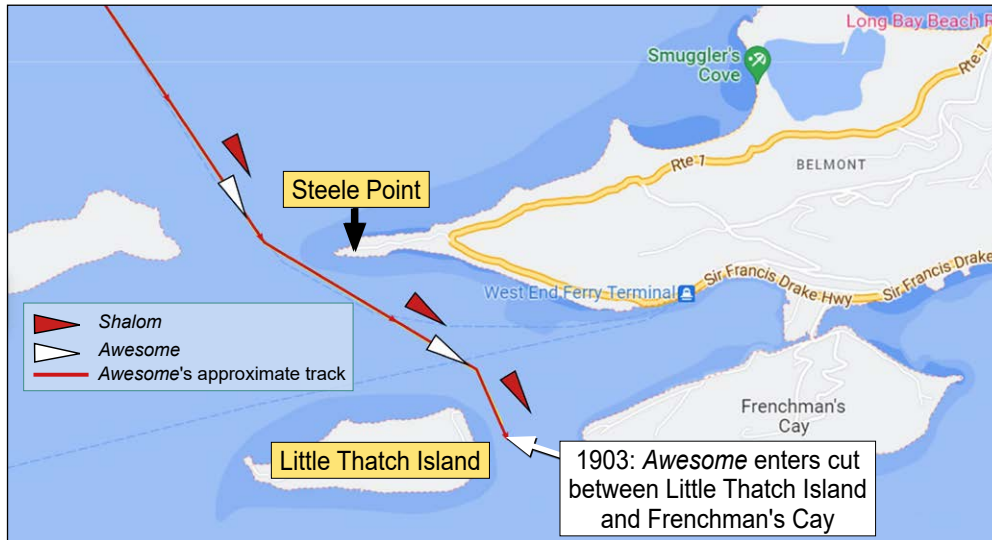 Long Bay Beach R
Rte 1
Smuggler's
Cove
Rte 1
BELMONT
Steele Point
Sir Francis Drake Hwy
Sir Francis Drake
West End Ferry Terminal
Shalom
Awesome
Awesome's approximate track
Frenchman's
Cay
Little Thatch Island
1903: Awesome enters cut
between Little Thatch Island
and Frenchman's Cay